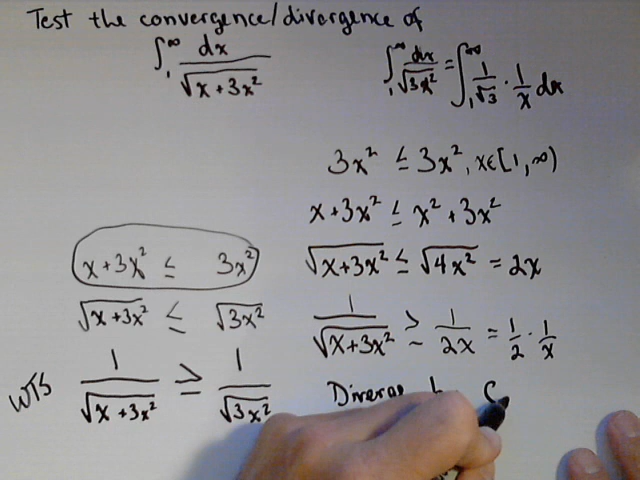 Test the convergence/divergence of
∫₁^∞ dx/√(x + 3x²)
∫₁^∞ dx/√(3x²) = ∫₁^∞ 1/√3 · 1/x dx
3x² ≤ 3x², x∈[1, ∞)
x + 3x² ≤ x² + 3x²
√(x + 3x²) ≤ √(4x²) = 2x
1/√(x + 3x²) ≥ 1/2x = 1/2 · 1/x
x + 3x² ≤ 3x²
√(x + 3x²) ≤ √(3x²)
WTS 1/√(x + 3x²) ≥ 1/√(3x²)